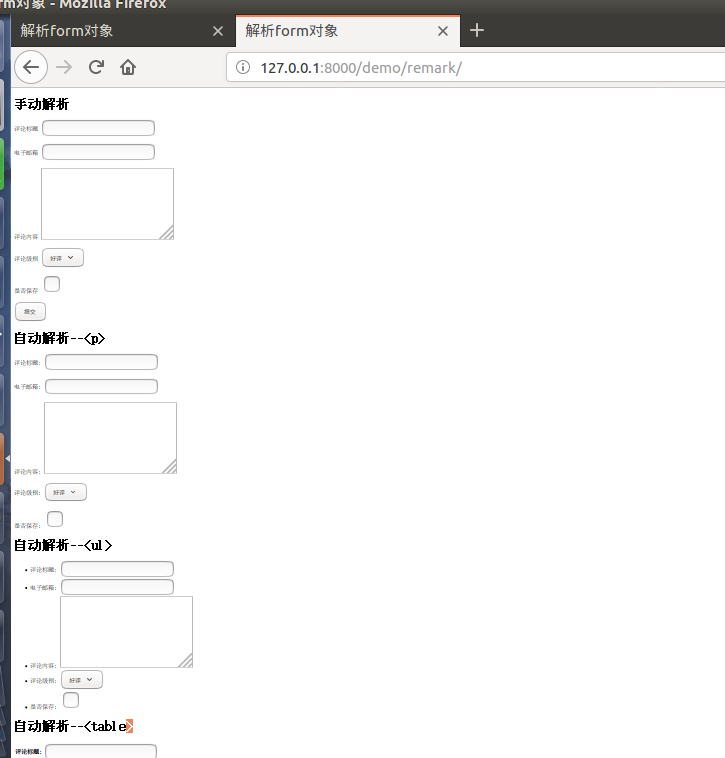 rm对象 - Mozilla Firefox
解析form对象 解析form对象
127.0.0.1:8000/demo/remark/
手动解析
评论标题
电子邮箱
评论内容
评论级别 好评
是否保存
提交
自动解析--<p>
评论标题:
电子邮箱:
评论内容:
评论级别: 好评
是否保存:
自动解析--<ul>
评论标题:
电子邮箱:
评论内容:
评论级别: 好评
是否保存:
自动解析--<table>
评论标题: